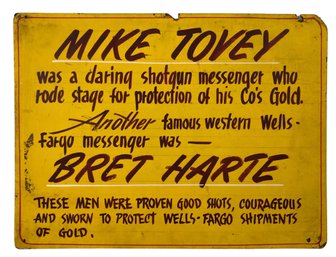 MIKE TOVEY
was a daring shotgun messenger who
rode stage for protection of his Co's Gold.
Another famous western Wells-
Fargo messenger was —
BRET HARTE
THESE MEN WERE PROVEN GOOD SHOTS, COURAGEOUS
AND SWORN TO PROTECT WELLS-FARGO SHIPMENTS
OF GOLD.